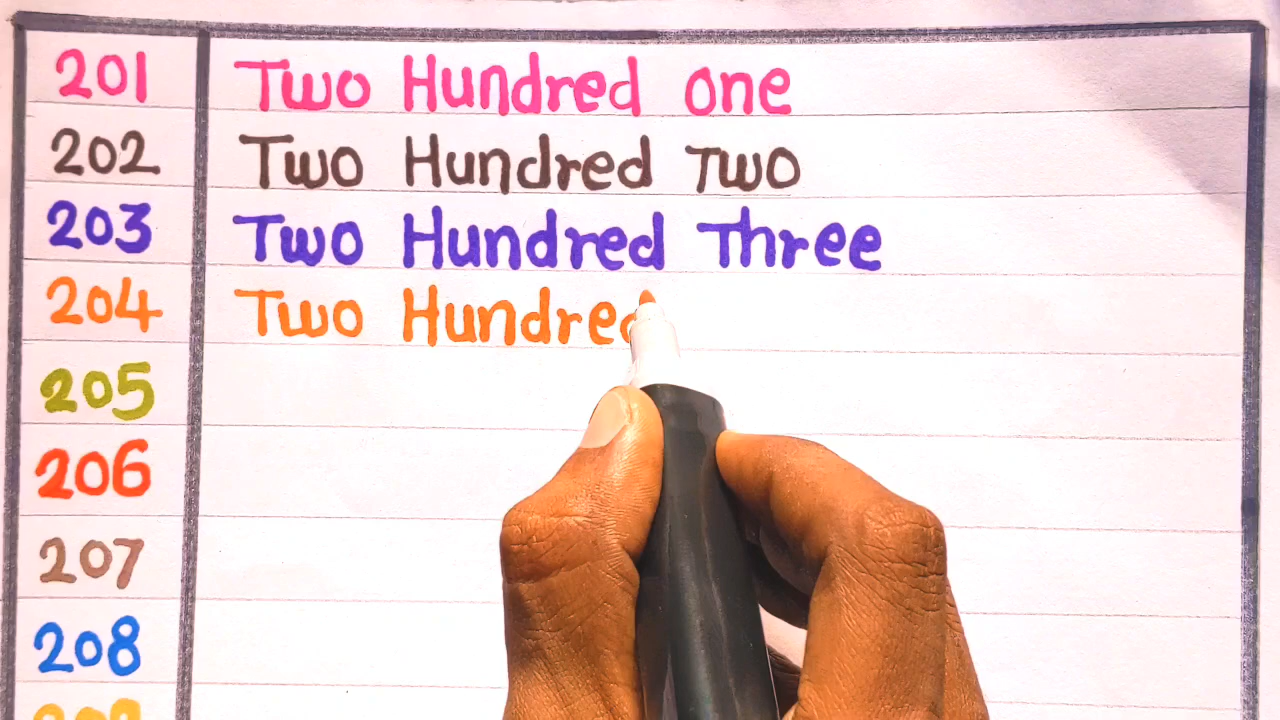 201 Two Hundred one
202 Two Hundred Two
203 Two Hundred Three
204 Two Hundred
205
206
207
208